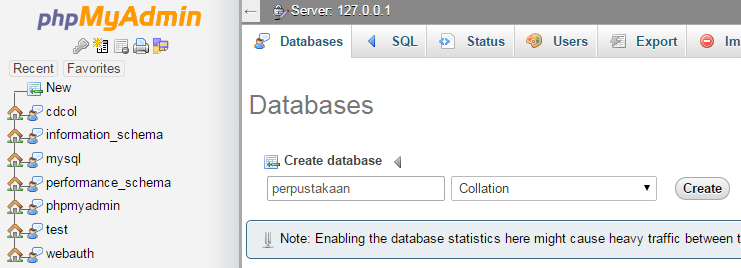 phpMyAdmin
Recent Favorites
New
cdcol
information_schema
mysql
performance_schema
phpmyadmin
test
webauth
Server: 127.0.0.1
Databases SQL Status Users Export Im
Databases
Create database
perpustakaan Collation Create
Note: Enabling the database statistics here might cause heavy traffic between t